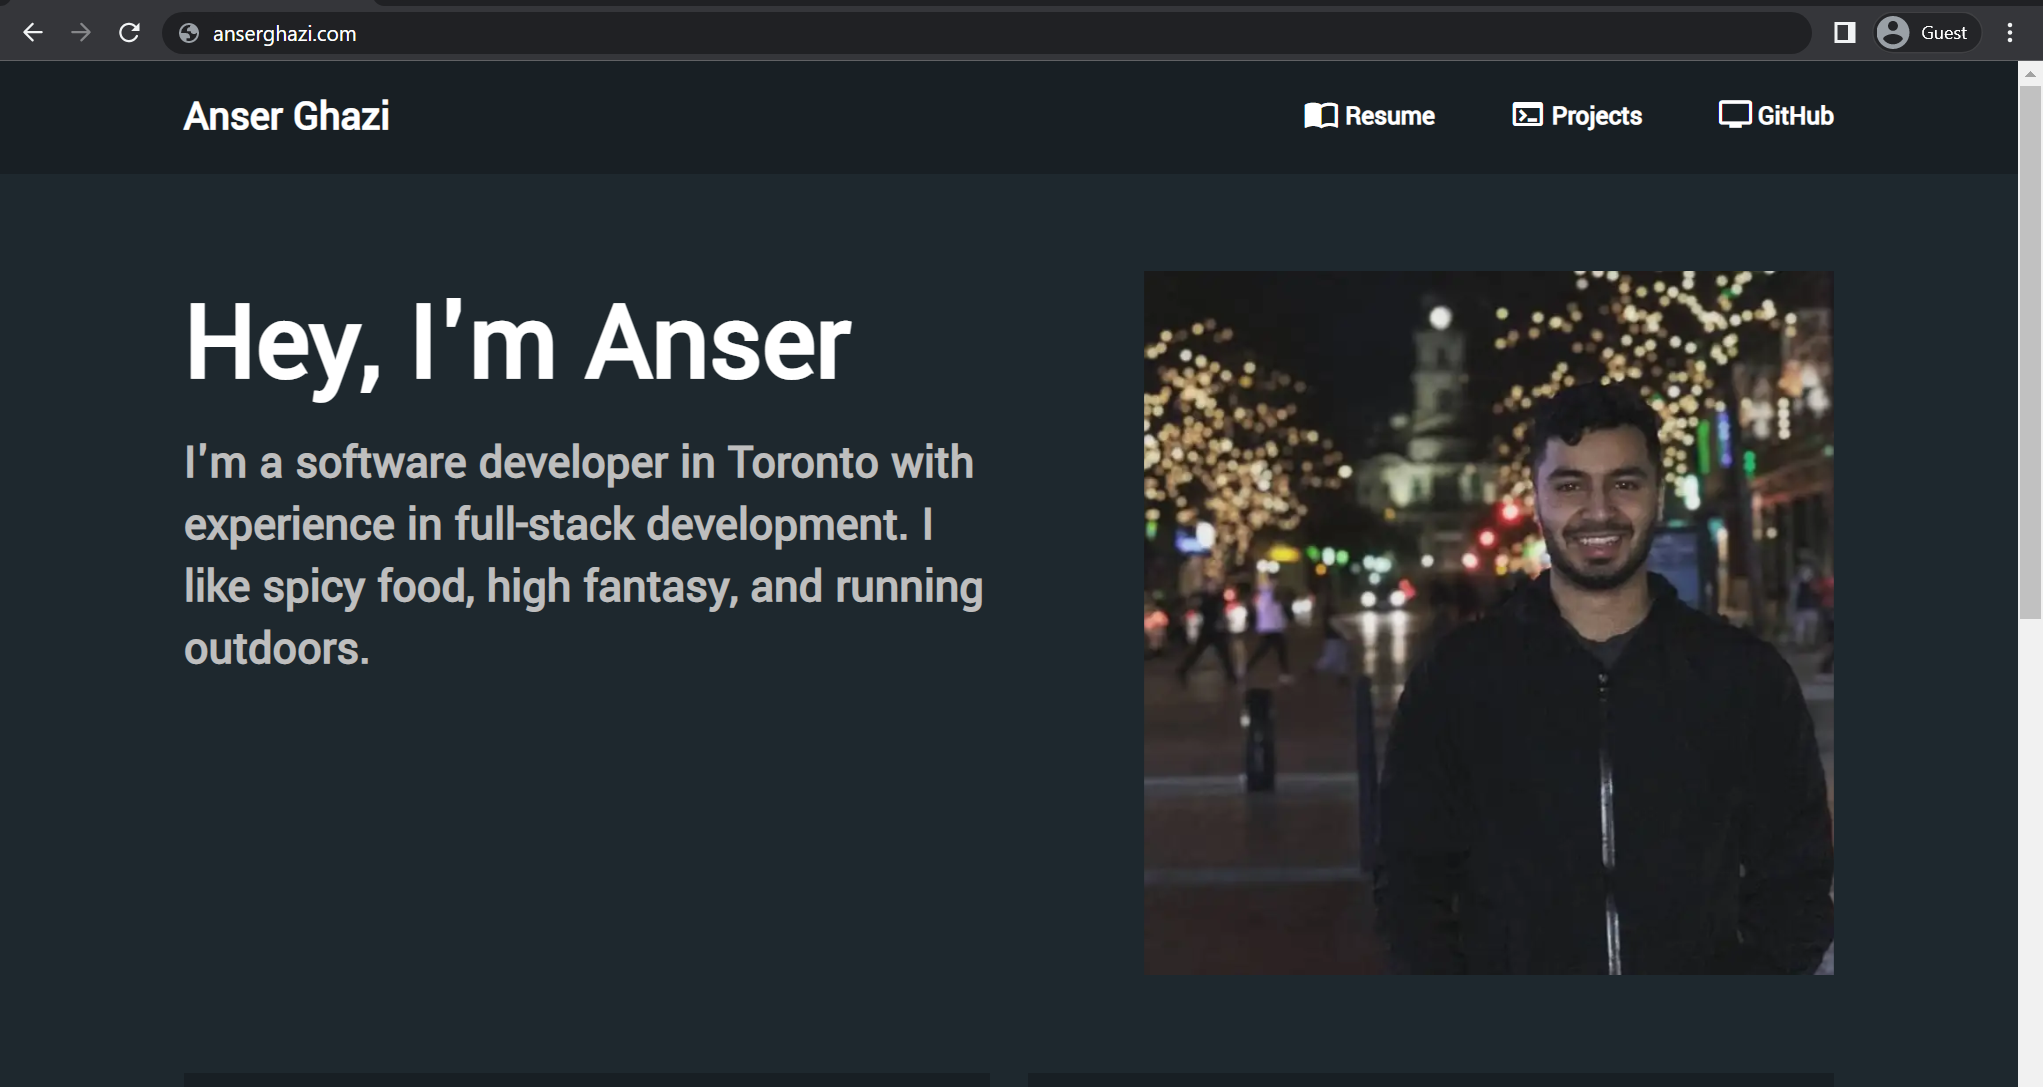 anserghazi.com
Guest
Anser Ghazi
Resume
Projects
GitHub
Hey, I'm Anser
I'm a software developer in Toronto with
experience in full-stack development. I
like spicy food, high fantasy, and running
outdoors.